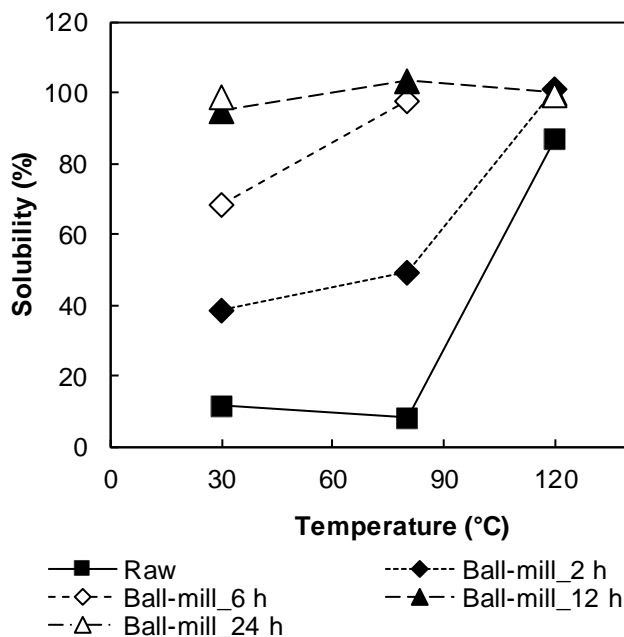 120
100
80
60
40
20
0
Solubility (%)
0 30 60 90 120
Temperature (°C)
Raw Ball-mill_2 h
Ball-mill_6 h Ball-mill_12 h
Ball-mill_24 h